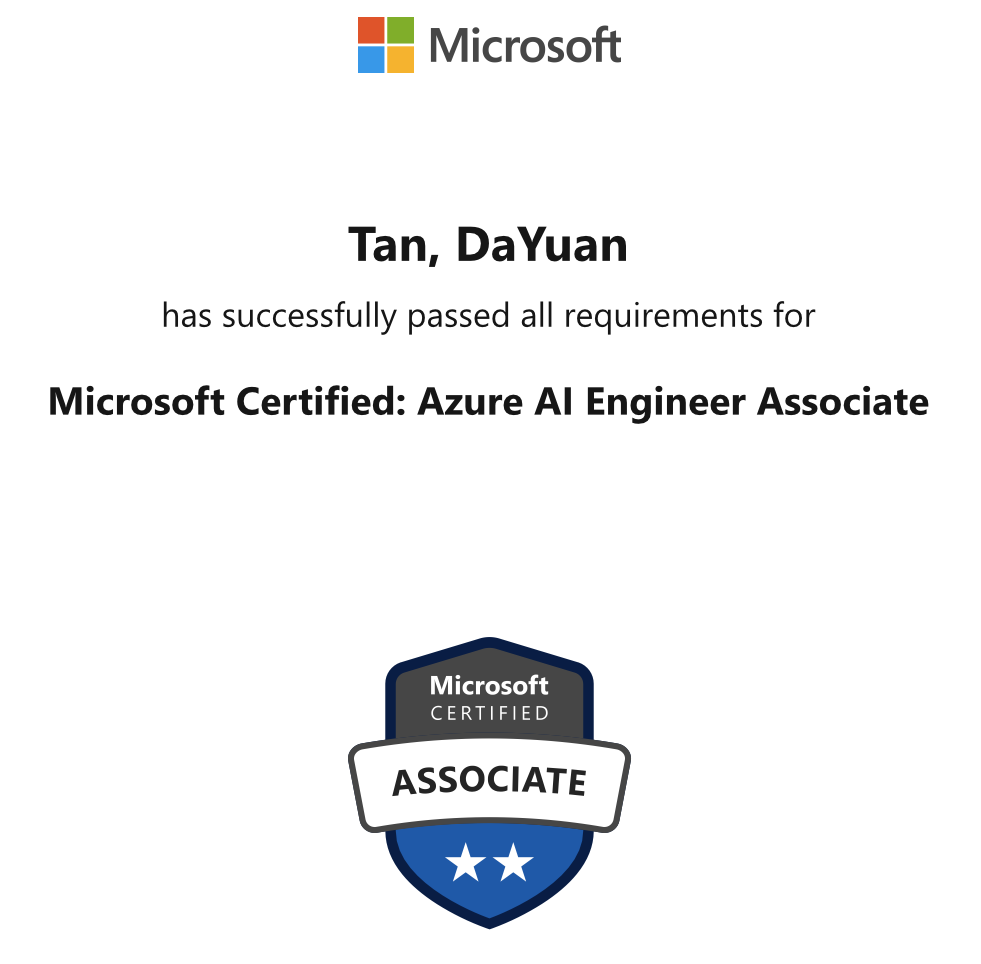 Microsoft
Tan, DaYuan
has successfully passed all requirements for
Microsoft Certified: Azure AI Engineer Associate
Microsoft
CERTIFIED
ASSOCIATE